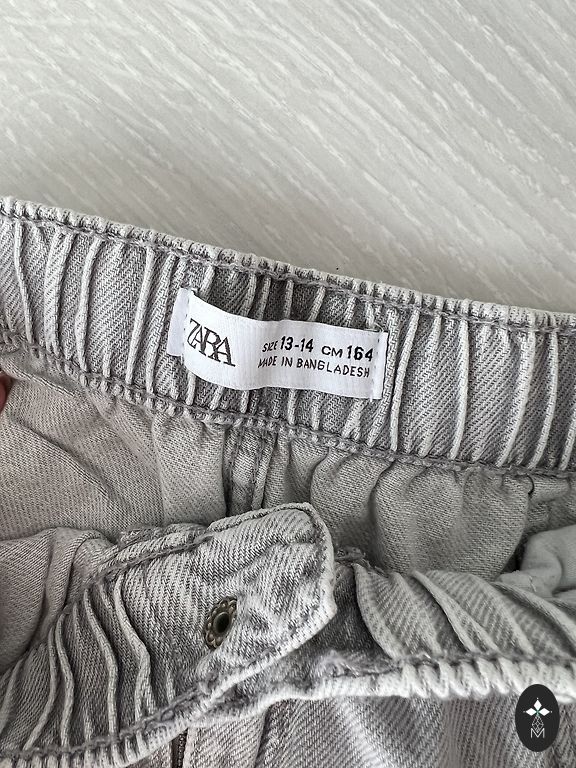 ZARA
SIZE 13-14 CM 164
MADE IN BANGLADESH
M